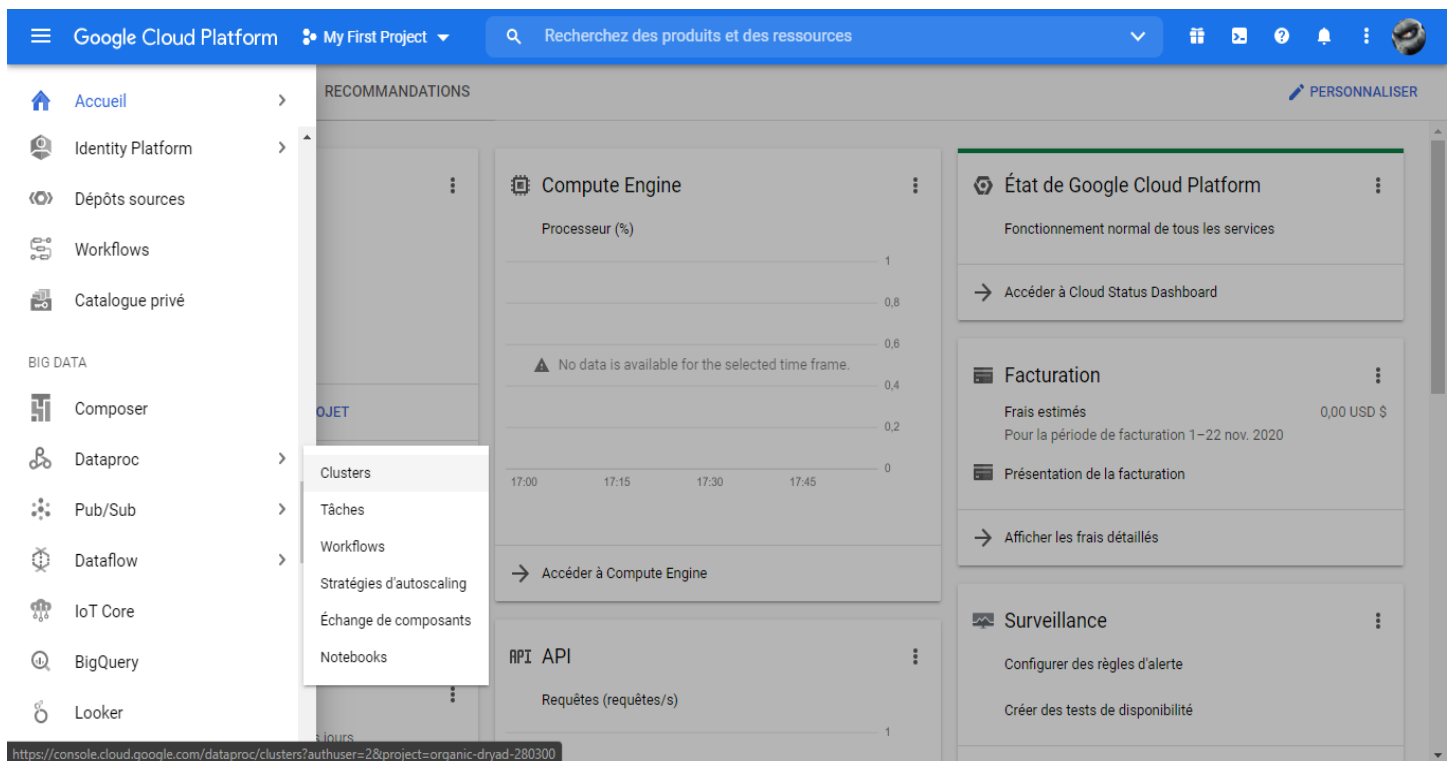 Google Cloud Platform
My First Project
Recherchez des produits et des ressources
Accueil
Identity Platform
Dépôts sources
Workflows
Catalogue privé
BIG DATA
Composer
Dataproc
Pub/Sub
Dataflow
IoT Core
BigQuery
Looker
Clusters
Tâches
Workflows
Stratégies d'autoscaling
Échange de composants
Notebooks
RECOMMANDATIONS
PERSONNALISER
OJET
s jours
Compute Engine
Processeur (%)
1
0,8
0,6
No data is available for the selected time frame.
0,4
0,2
0
17:00 17:15 17:30 17:45
Accéder à Compute Engine
API API
Requêtes (requêtes/s)
1
État de Google Cloud Platform
Fonctionnement normal de tous les services
Accéder à Cloud Status Dashboard
Facturation
Frais estimés 0,00 USD $
Pour la période de facturation 1–22 nov. 2020
Présentation de la facturation
Afficher les frais détaillés
Surveillance
Configurer des règles d'alerte
Créer des tests de disponibilité
https://console.cloud.google.com/dataproc/clusters?authuser=2&project=organic-dryad-280300